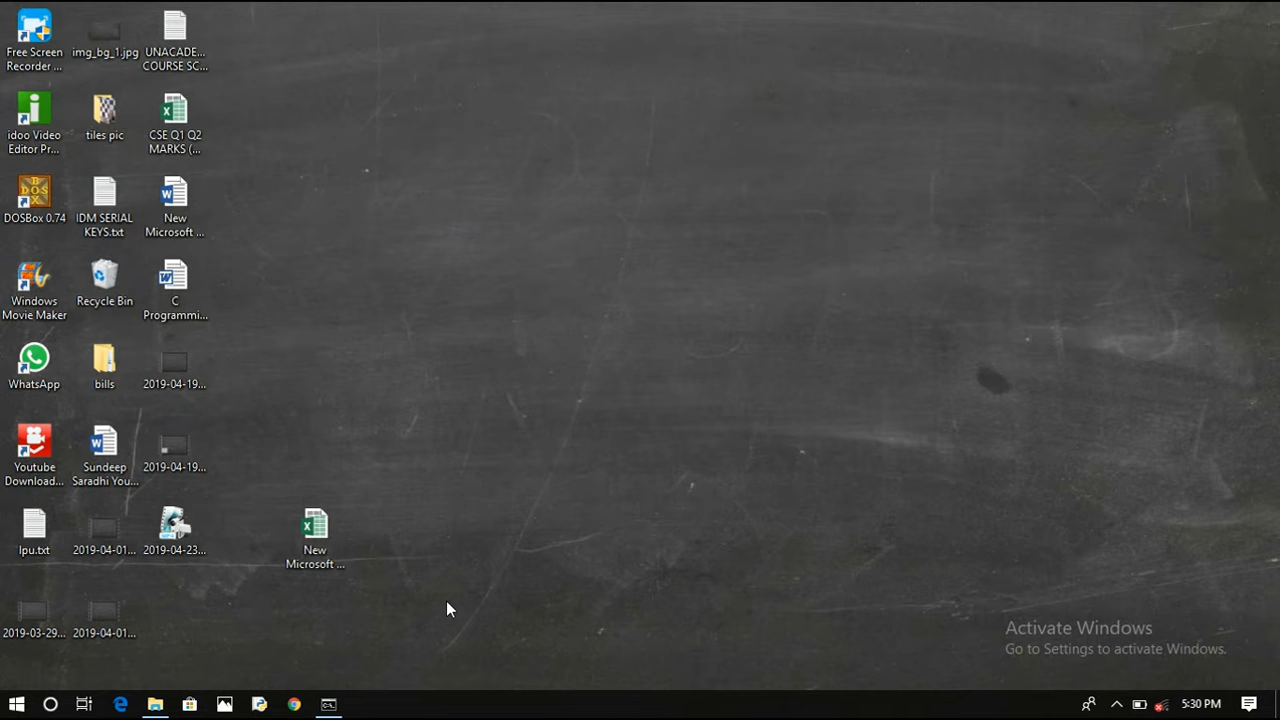 Free Screen
Recorder ...
img_bg_1.jpg
UNACADE...
COURSE SC...
idoo Video
Editor Pr...
tiles pic
CSE Q1 Q2
MARKS (...
DOSBox 0.74
IDM SERIAL
KEYS.txt
New
Microsoft ...
Windows
Movie Maker
Recycle Bin
C
Programmi...
WhatsApp
bills
2019-04-19...
Youtube
Download...
Sundeep
Saradhi You...
2019-04-19...
lpu.txt
2019-04-01...
2019-04-23...
New
Microsoft ...
2019-03-29...
2019-04-01...
Activate Windows
Go to Settings to activate Windows.
5:30 PM